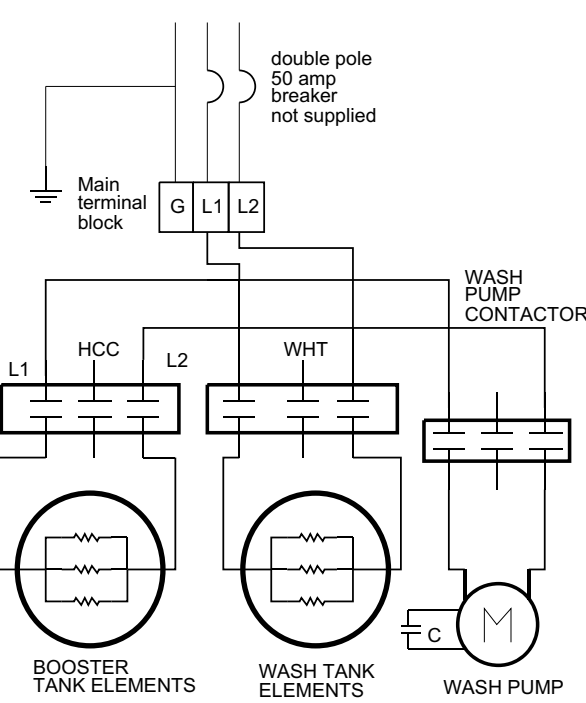 double pole
50 amp
breaker
not supplied
Main
terminal
block
G L1 L2
WASH
PUMP
CONTACTOR
L1
HCC
L2
WHT
C
M
BOOSTER
TANK ELEMENTS
WASH TANK
ELEMENTS
WASH PUMP